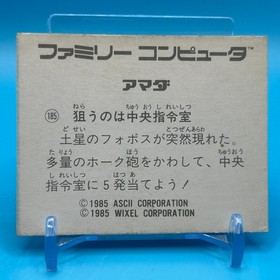 ファミリー コンピュータ™
アマダ
185 狙うのは中央指令室
土星のフォボスが突然現れた。
多量のホーク砲をかわして、中央
指令室に5発当てよう!
©1985 ASCII CORPORATION
©1985 WIXEL CORPORATION